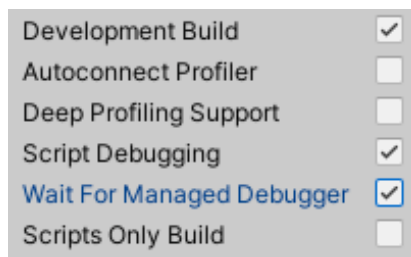 Development Build
Autoconnect Profiler
Deep Profiling Support
Script Debugging
Wait For Managed Debugger
Scripts Only Build